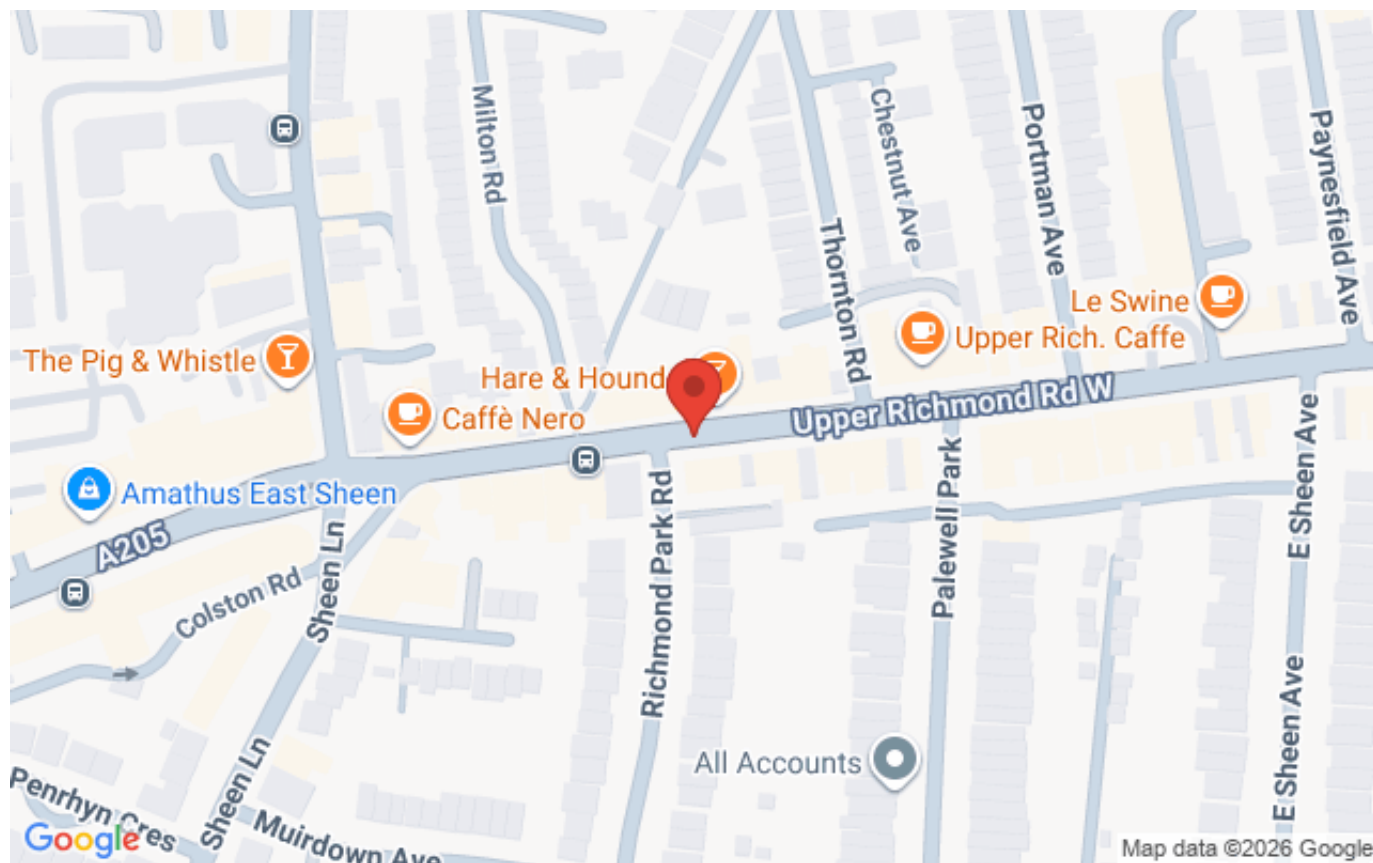 Milton Rd
Chestnut Ave
Portman Ave
Paynesfield Ave
Thornton Rd
Le Swine
Upper Rich. Caffe
The Pig & Whistle
Hare & Hound
Caffè Nero
Upper Richmond Rd W
Amathus East Sheen
A205
Colston Rd
Sheen Ln
Richmond Park Rd
Palewell Park
E Sheen Ave
All Accounts
E Sheen Ave
Sheen Ln
Penrhyn Cres
Muirdown Ave
Google
Map data ©2026 Google